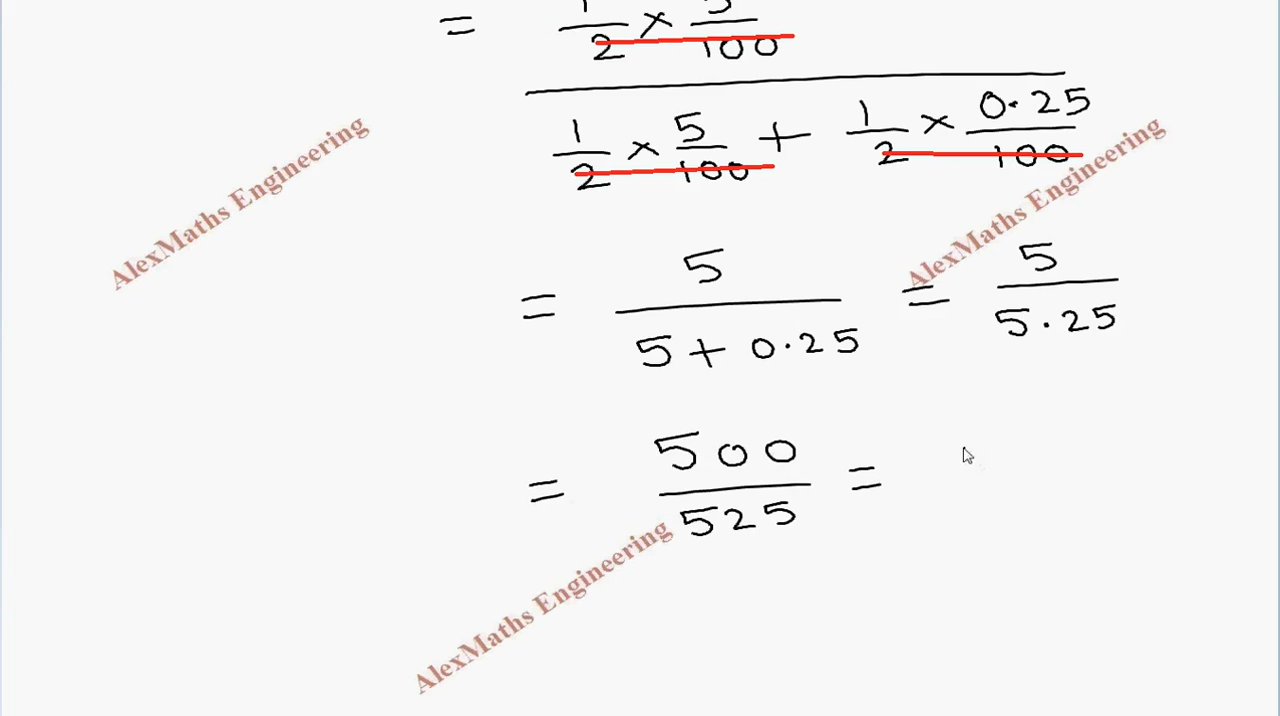 = 1/2 × 5/100
1/2 × 5/100 + 1/2 × 0.25/100
= 5/5 + 0.25 = 5/5.25
= 500/525 =
AlexMaths Engineering
AlexMaths Engineering
AlexMaths Engineering